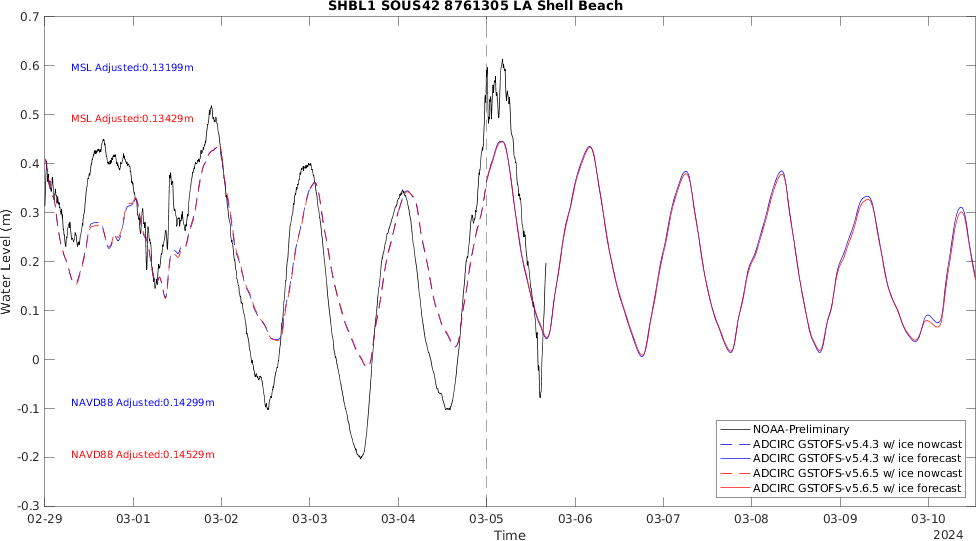 SHBL1 SOUS42 8761305 LA Shell Beach
0.7
0.6
0.5
0.4
0.3
0.2
0.1
0
-0.1
-0.2
-0.3
Water Level (m)
MSL Adjusted:0.13199m
MSL Adjusted:0.13429m
NAVD88 Adjusted:0.14299m
NAVD88 Adjusted:0.14529m
NOAA-Preliminary
ADCIRC GSTOFS-v5.4.3 w/ ice nowcast
ADCIRC GSTOFS-v5.4.3 w/ ice forecast
ADCIRC GSTOFS-v5.6.5 w/ ice nowcast
ADCIRC GSTOFS-v5.6.5 w/ ice forecast
02-29 03-01 03-02 03-03 03-04 03-05 03-06 03-07 03-08 03-09 03-10
Time
2024